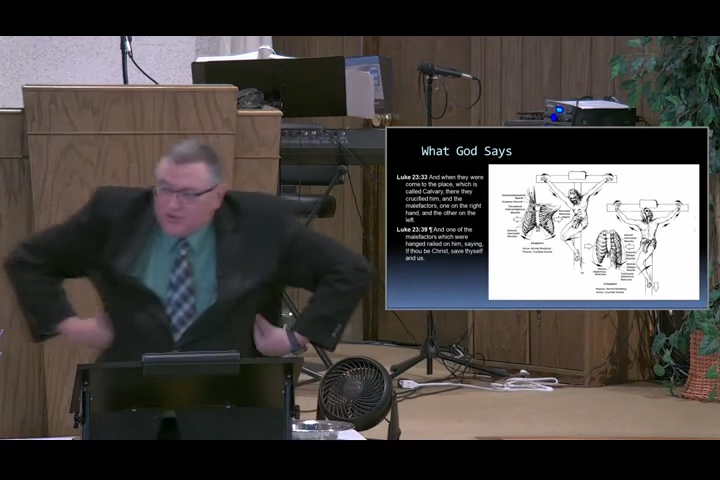 What God Says
Luke 23:33 And when they were
come to the place, which is
called Calvary, there they
crucified him, and the
malefactors, one on the right
hand, and the other on the
left.
Luke 23:39 ¶ And one of the
malefactors which were
hanged railed on him, saying,
If thou be Christ, save thyself
and us.